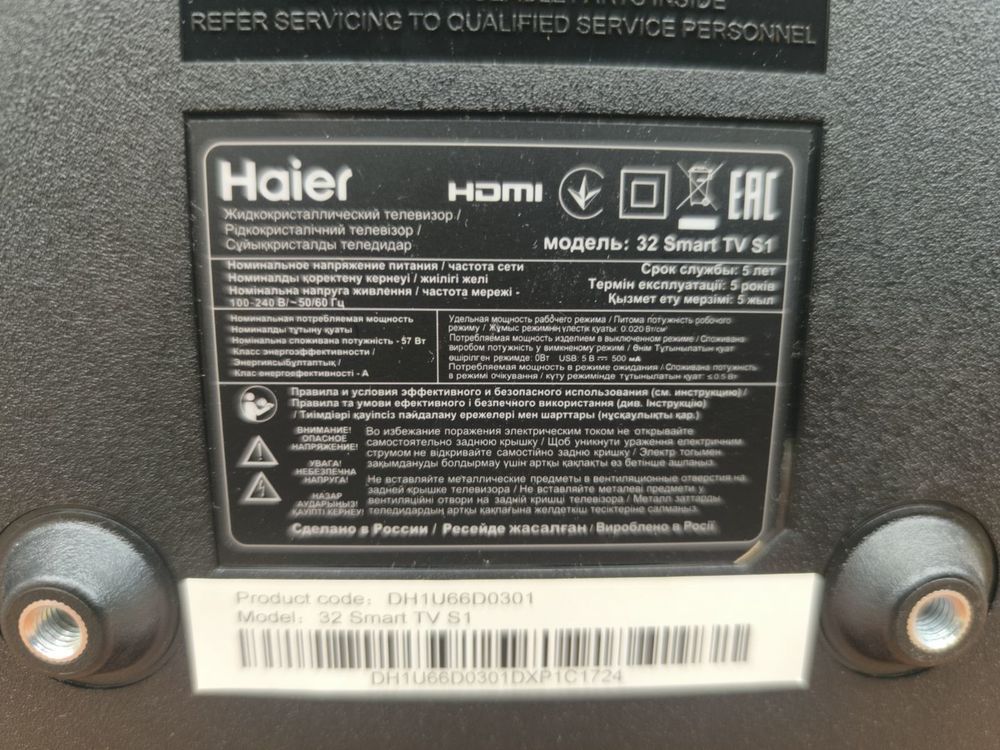 REFER SERVICING TO QUALIFIED SERVICE PERSONNEL
Haier
HDMI
EAC
Жидкокристаллический телевизор /
Рідкокристалічний телевізор /
Сұйыққристалды теледидар
модель: 32 Smart TV S1
Номинальное напряжение питания / частота сети
Номиналды қоректену кернеуі / жиілігі желі
Номінальна напруга живлення / частота мережі -
100-240 В/~50/60 Гц
Срок службы: 5 лет
Термін експлуатації: 5 років
Қызмет ету мерзімі: 5 жыл
Номинальная потребляемая мощность
Номиналды тұтыну қуаты
Номінальна споживана потужність - 57 Вт
Класс энергоэффективности /
Энергиясыбұлтаптық /
Клас енергоефективності - А
Удельная мощность рабочего режима / Питома потужність робочего
режиму / Жұмыс режимінің үлестік қуаты: 0.020 Вт/см²
Потребляемая мощность изделием в выключенном режиме / Споживана
виробом потужність у вимкненому режимі / Өнім Тұтынылатын қуат
өшірілген режимде: 0Вт USB: 5 В 500 мА
Потребляемая мощность в режиме ожидания / Споживана потужність
в режимі очікування / күту режимінде тұтынылатын қуат ≤0.5 Вт
Правила и условия эффективного и безопасного использования (см. инструкцию) /
Правила та умови ефективного і безпечного використання (див. Інструкцію)
/ Тиімдірі қауіпсіз пайдалану ережелері мен шарттары (нұсқаулықты қар.)
ВНИМАНИЕ!
ОПАСНОЕ
НАПРЯЖЕНИЕ!
УВАГА!
НЕБЕЗПЕЧНА
НАПРУГА!
НАЗАР
АУДАРЫҢЫЗ!
ҚАУІПТІ КЕРНЕУ!
Во избежание поражения электрическим током не открывайте
самостоятельно заднюю крышку / Щоб уникнути ураження електричним
струмом не відкривайте самостійно задню кришку / Электр тоғымен
зақымдануды болдырмау үшін артқы қақпақты өз бетінше ашпаңыз.
Не вставляйте металлические предметы в вентиляционные отверстия на
задней крышке телевизора / Не вставляйте металеві предмети у
вентиляційні отвори на задній кришці телевізора / Металл заттарды
теледидардың артқы қақпағына желдеткіш тесіктеріне салмаңыз.
Сделано в России / Ресейде жасалған / Вироблено в Росії
Product code: DH1U66D0301
Model: 32 Smart TV S1
DH1U66D0301DXP1C1724